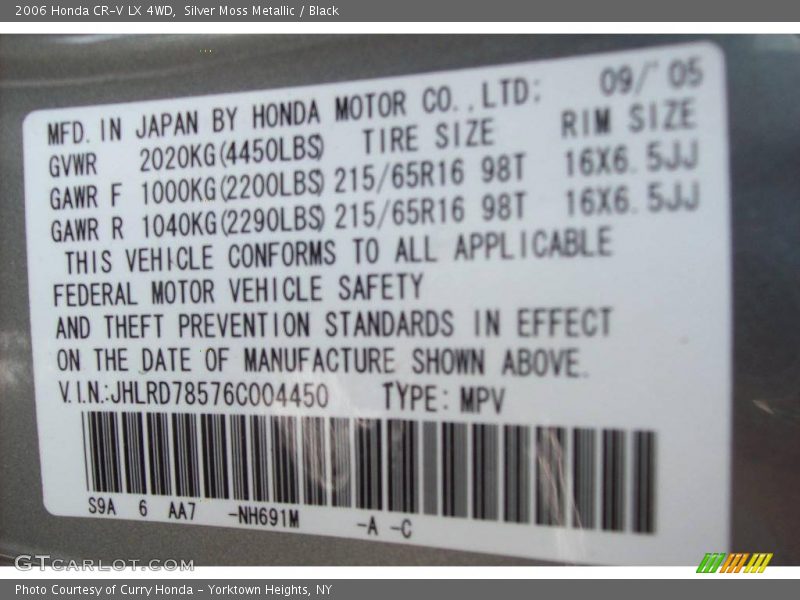 2006 Honda CR-V LX 4WD, Silver Moss Metallic / Black
MFD. IN JAPAN BY HONDA MOTOR CO., LTD: 09/'05
GVWR 2020KG(4450LBS) TIRE SIZE RIM SIZE
GAWR F 1000KG(2200LBS) 215/65R16 98T 16X6.5JJ
GAWR R 1040KG(2290LBS) 215/65R16 98T 16X6.5JJ
THIS VEHICLE CONFORMS TO ALL APPLICABLE
FEDERAL MOTOR VEHICLE SAFETY
AND THEFT PREVENTION STANDARDS IN EFFECT
ON THE DATE OF MANUFACTURE SHOWN ABOVE.
V.I.N.:JHLRD78576C004450 TYPE: MPV
S9A 6 AA7 -NH691M -A -C
GTCARLOT.COM
Photo Courtesy of Curry Honda - Yorktown Heights, NY